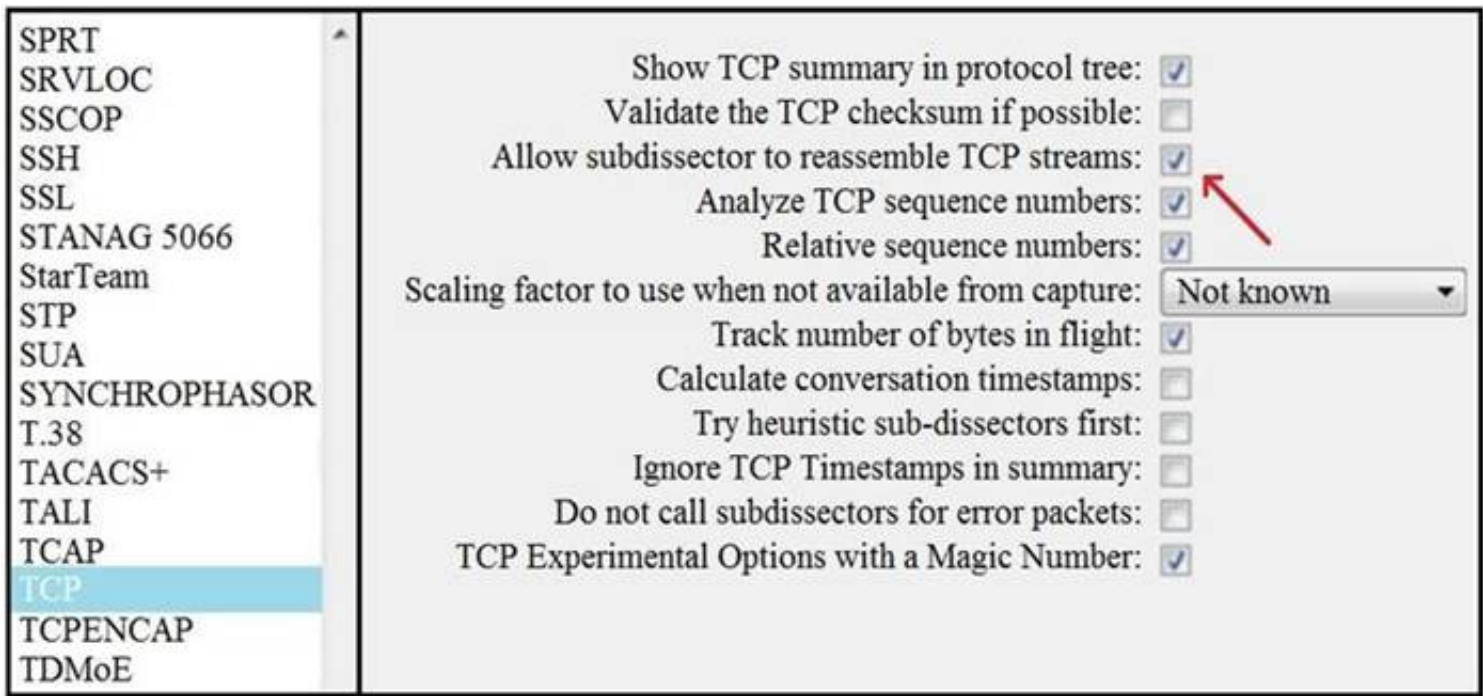 SPRT
SRVLOC
SSCOP
SSH
SSL
STANAG 5066
StarTeam
STP
SUA
SYNCHROPHASOR
T.38
TACACS+
TALI
TCAP
TCP
TCPENCAP
TDMoE
Show TCP summary in protocol tree:
Validate the TCP checksum if possible:
Allow subdissector to reassemble TCP streams:
Analyze TCP sequence numbers:
Relative sequence numbers:
Scaling factor to use when not available from capture: Not known
Track number of bytes in flight:
Calculate conversation timestamps:
Try heuristic sub-dissectors first:
Ignore TCP Timestamps in summary:
Do not call subdissectors for error packets:
TCP Experimental Options with a Magic Number: